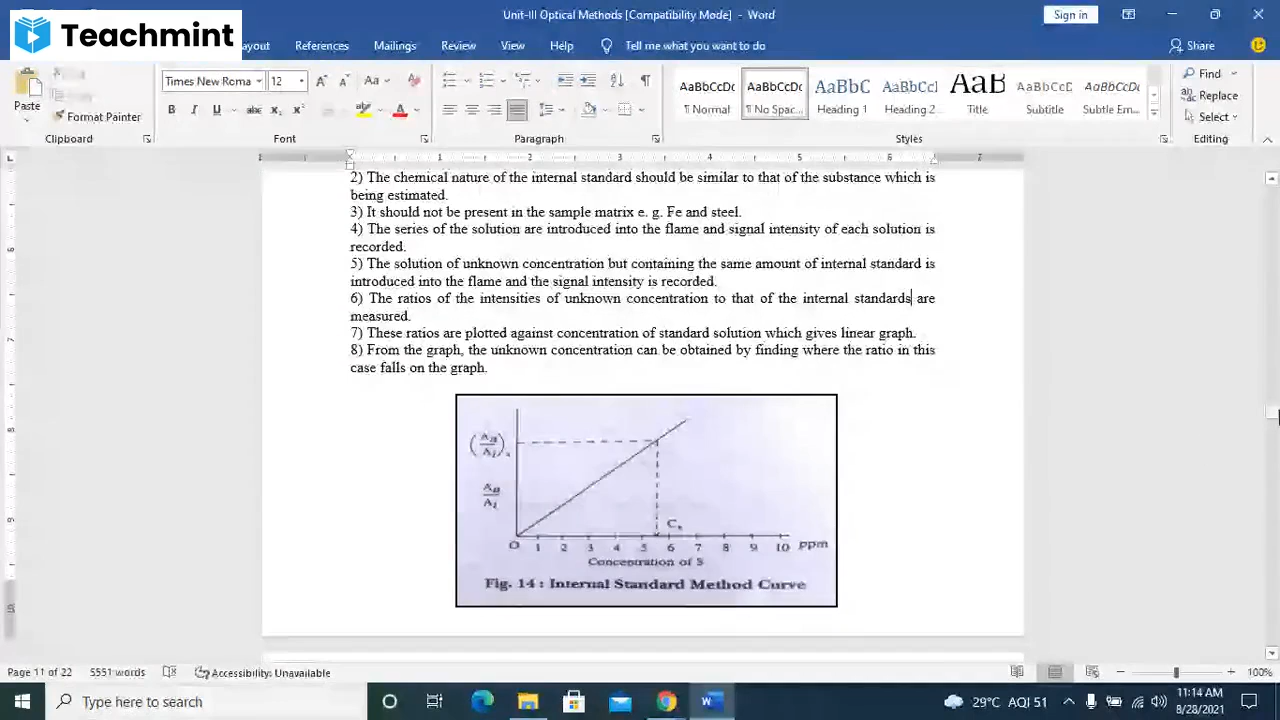 Unit-III Optical Methods [Compatibility Mode] - Word
Sign in
Teachmint
ayout References Mailings Review View Help Tell me what you want to do Share
Paste
Format Painter
Clipboard
Times New Roma 12
Font
Paragraph
AaBbCcDc AaBbCcDc AaBbC AaBbCcI AaB AaBbCcD AaBbCcDt
¶ Normal ¶ No Spac... Heading 1 Heading 2 Title Subtitle Subtle Em...
Styles
Find
Replace
Select
Editing
2) The chemical nature of the internal standard should be similar to that of the substance which is
being estimated.
3) It should not be present in the sample matrix e. g. Fe and steel.
4) The series of the solution are introduced into the flame and signal intensity of each solution is
recorded.
5) The solution of unknown concentration but containing the same amount of internal standard is
introduced into the flame and the signal intensity is recorded.
6) The ratios of the intensities of unknown concentration to that of the internal standards are
measured.
7) These ratios are plotted against concentration of standard solution which gives linear graph.
8) From the graph, the unknown concentration can be obtained by finding where the ratio in this
case falls on the graph.
Cx
O 1 2 3 4 5 6 7 8 9 10 ppm
Concentration of S
Fig. 14 : Internal Standard Method Curve
Page 11 of 22 5551 words Accessibility: Unavailable 100%
Type here to search
29°C AQI 51
11:14 AM
8/28/2021